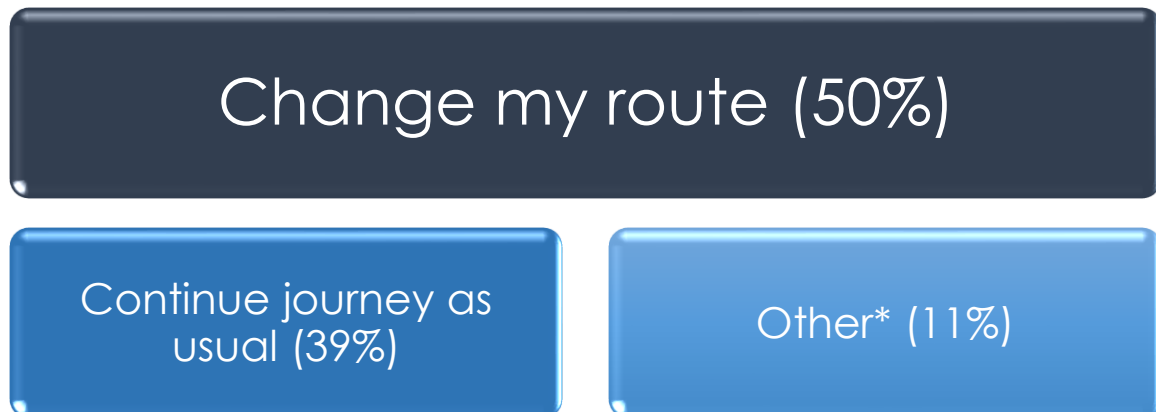 Change my route (50%)
Continue journey as
usual (39%)
Other* (11%)